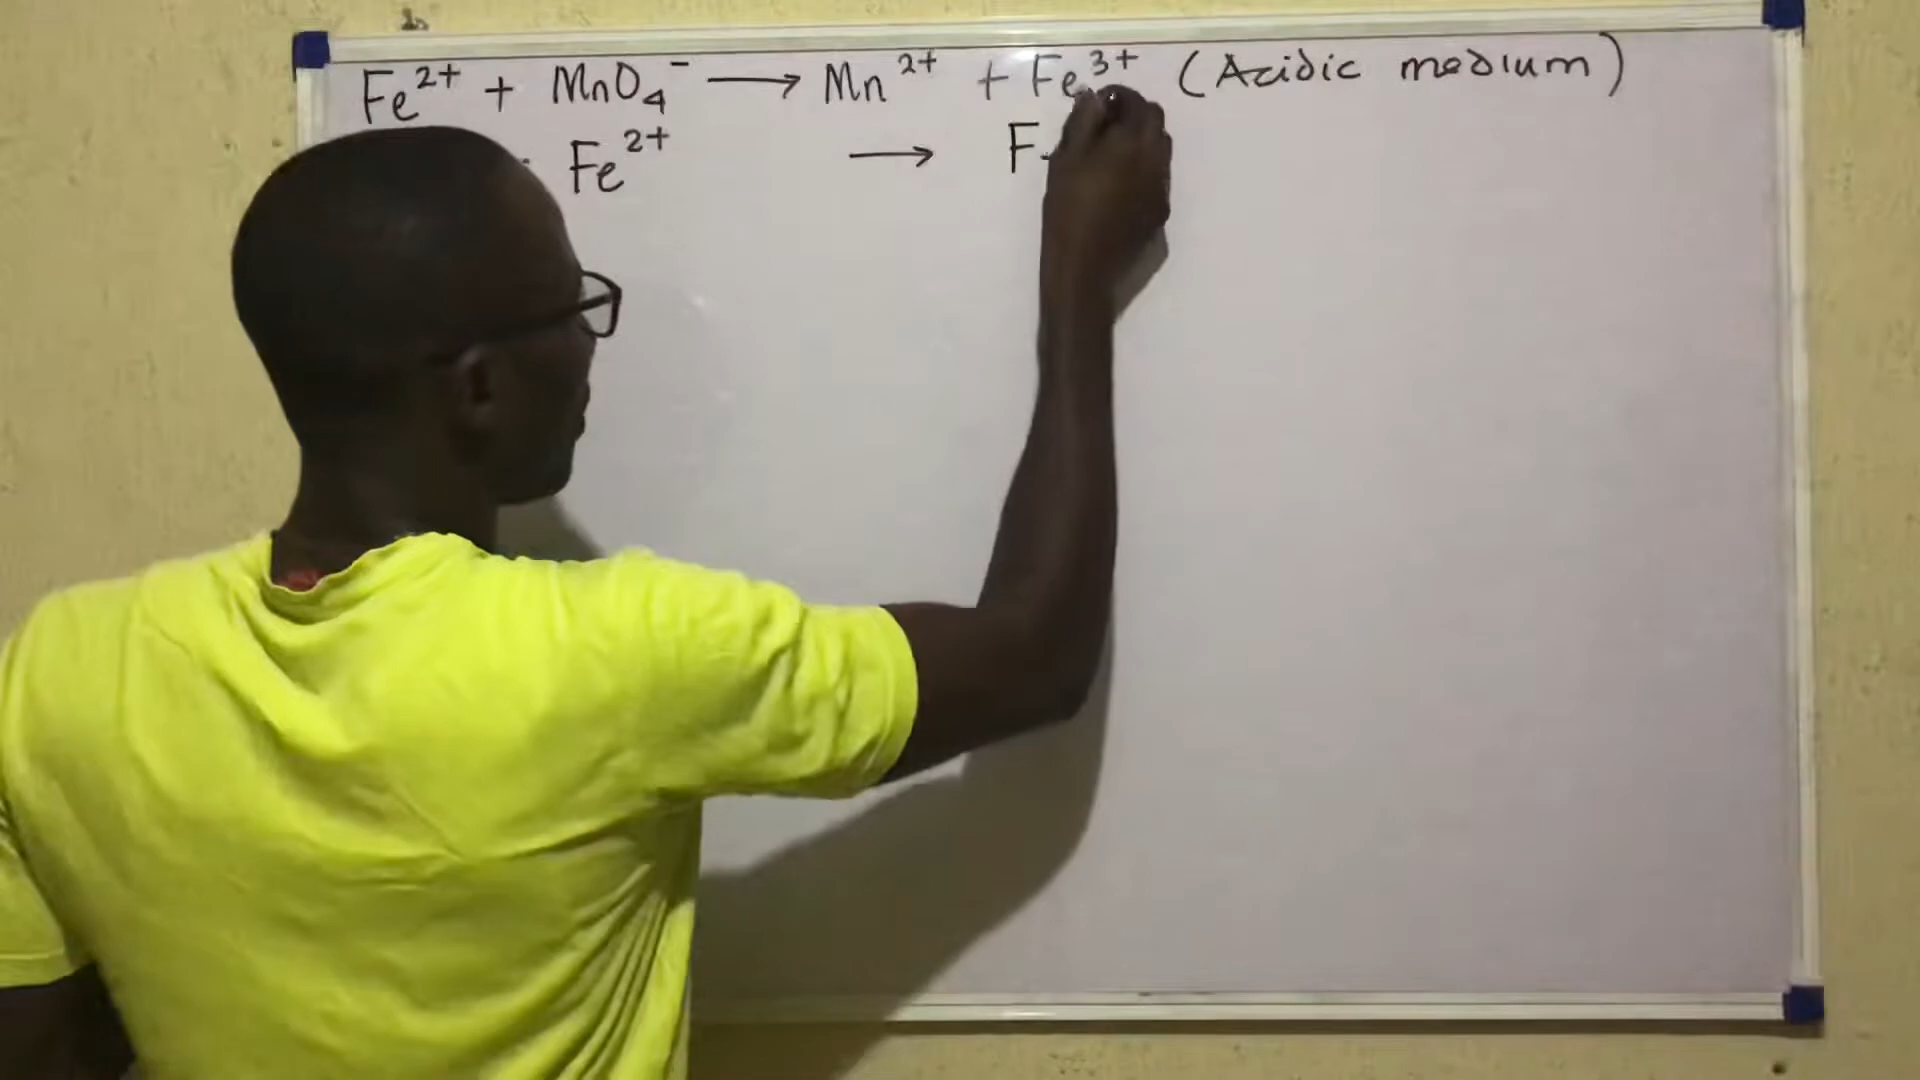 Fe²⁺ + MnO₄⁻ → Mn²⁺ + Fe³⁺ (Acidic medium)
Fe²⁺ → F